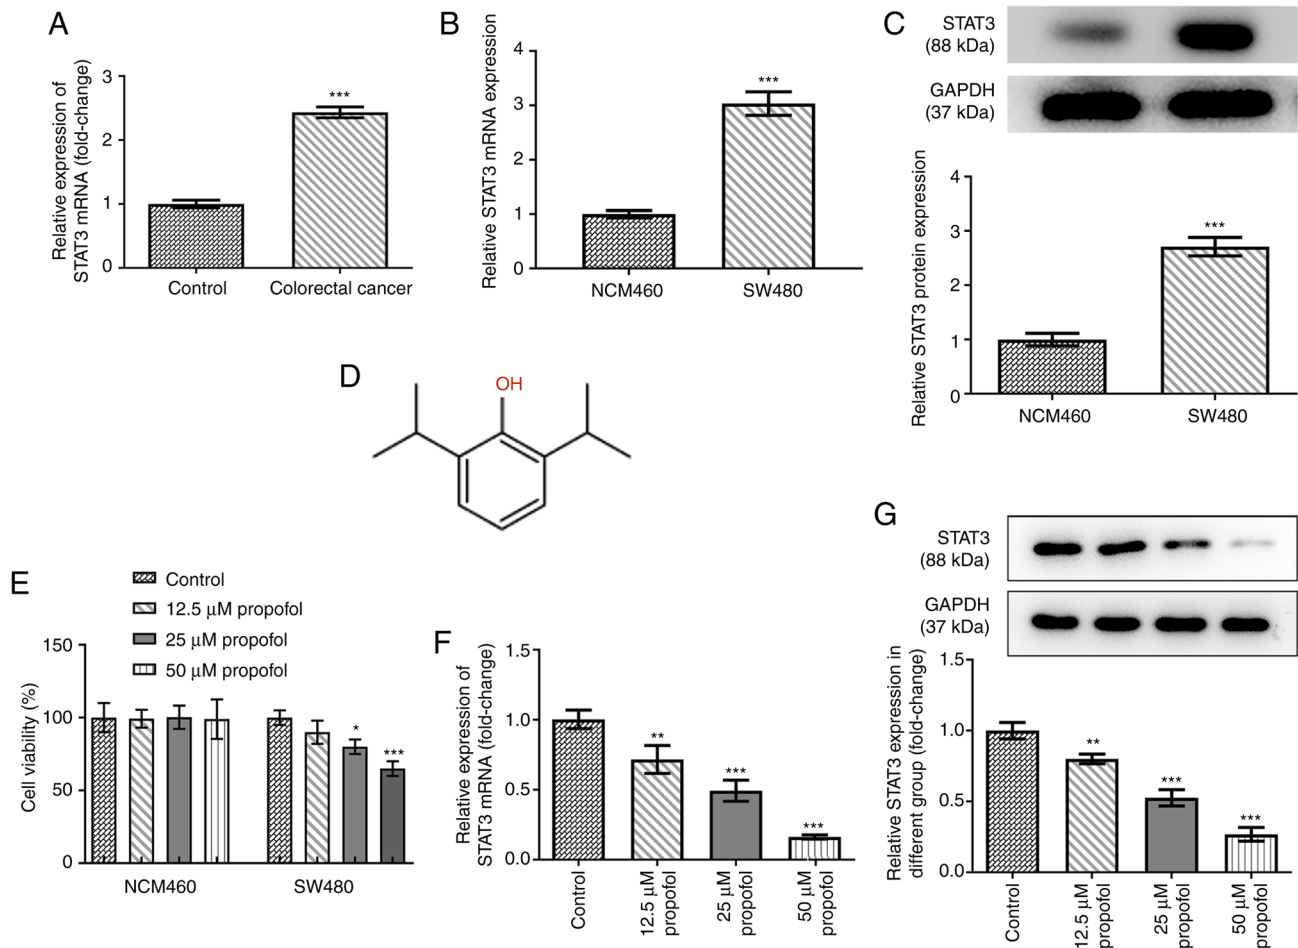 A
Relative expression of
STAT3 mRNA (fold-change)
3
2
1
0
***
Control
Colorectal cancer
B
Relative STAT3 mRNA expression
4
3
2
1
0
***
NCM460
SW480
C
STAT3
(88 kDa)
GAPDH
(37 kDa)
Relative STAT3 protein expression
4
3
2
1
0
***
NCM460
SW480
D
OH
E
Control
12.5 μM propofol
25 μM propofol
50 μM propofol
Cell viability (%)
150
100
50
0
*
***
NCM460
SW480
F
Relative expression of
STAT3 mRNA (fold-change)
1.5
1.0
0.5
0.0
**
***
***
Control
12.5 μM
propofol
25 μM
propofol
50 μM
propofol
G
STAT3
(88 kDa)
GAPDH
(37 kDa)
Relative STAT3 expression in
different group (fold-change)
1.5
1.0
0.5
0.0
**
***
***
Control
12.5 μM
propofol
25 μM
propofol
50 μM
propofol